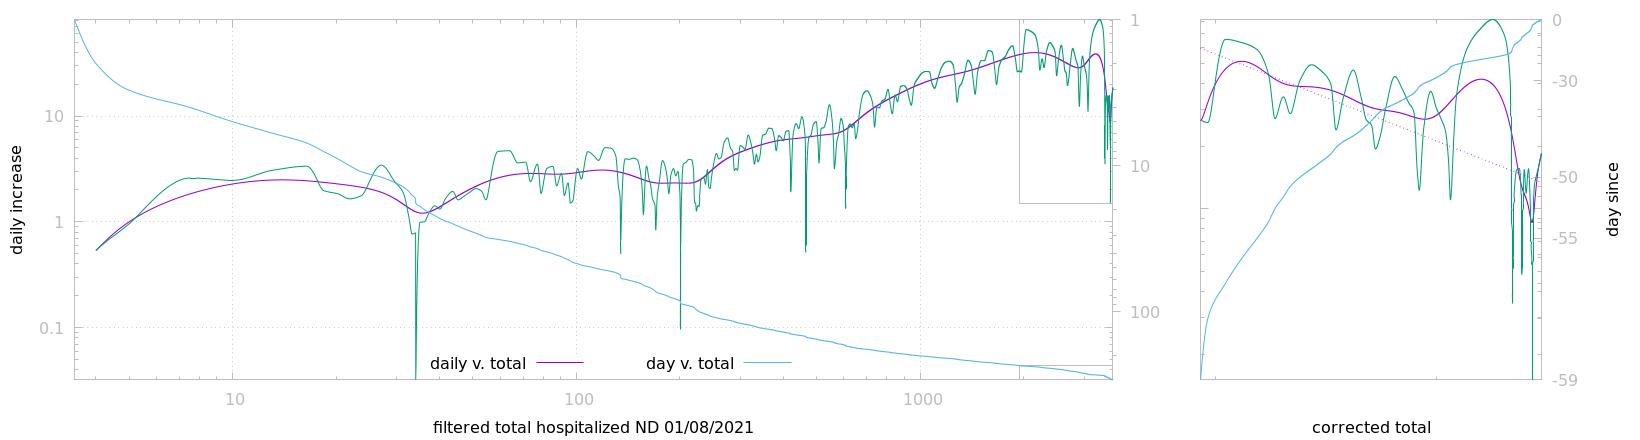 daily increase
10
1
0.1
daily v. total
day v. total
10
100
1000
filtered total hospitalized ND 01/08/2021
1
10
100
0
-30
-50
-55
-59
day since
corrected total